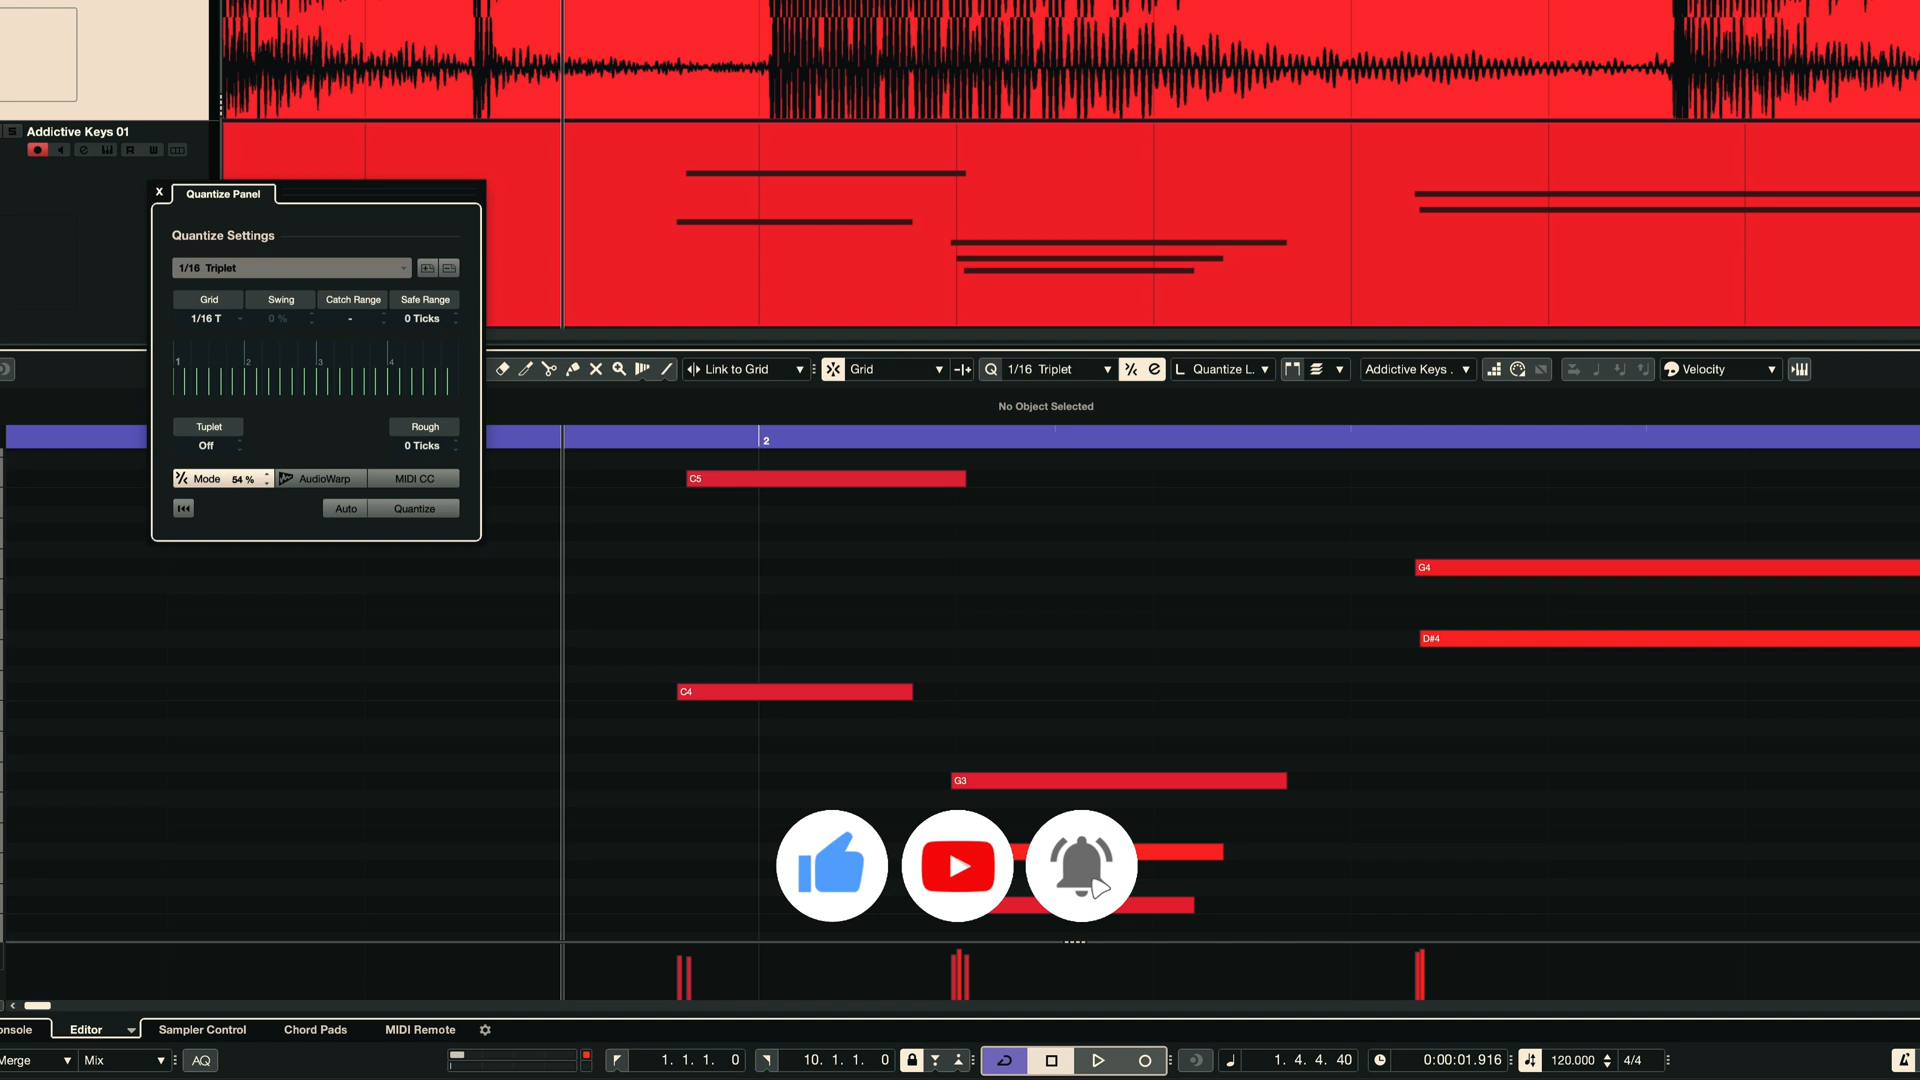 S Addictive Keys 01
R W
X Quantize Panel
Quantize Settings
1/16 Triplet
Grid Swing Catch Range Safe Range
1/16 T 0 % - 0 Ticks
1 2 3 4
Tuplet Rough
Off 0 Ticks
Mode 54 % AudioWarp MIDI CC
Auto Quantize
Link to Grid Grid Q 1/16 Triplet L Quantize L. Addictive Keys . Velocity
No Object Selected
2
C5
G4
D#4
C4
G3
onsole Editor Sampler Control Chord Pads MIDI Remote
Merge Mix AQ 1. 1. 1. 0 10. 1. 1. 0 1. 4. 4. 40 0:00:01.916 120.000 4/4